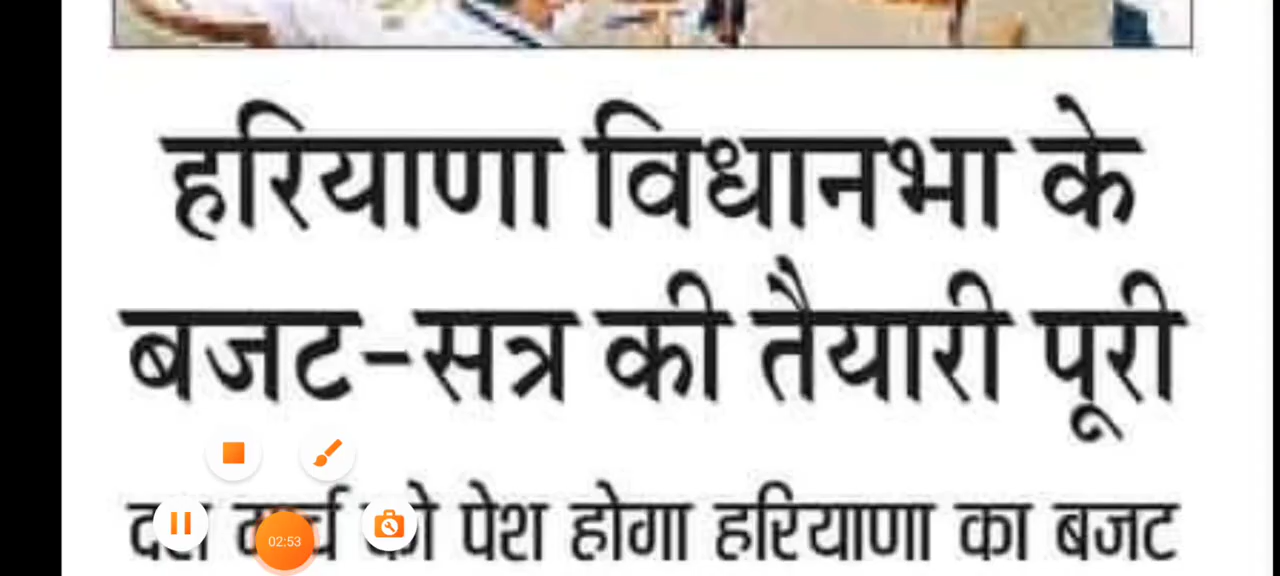 हरियाणा विधानभा के
बजट-सत्र की तैयारी पूरी
को पेश होगा हरियाणा का बजट
02:53